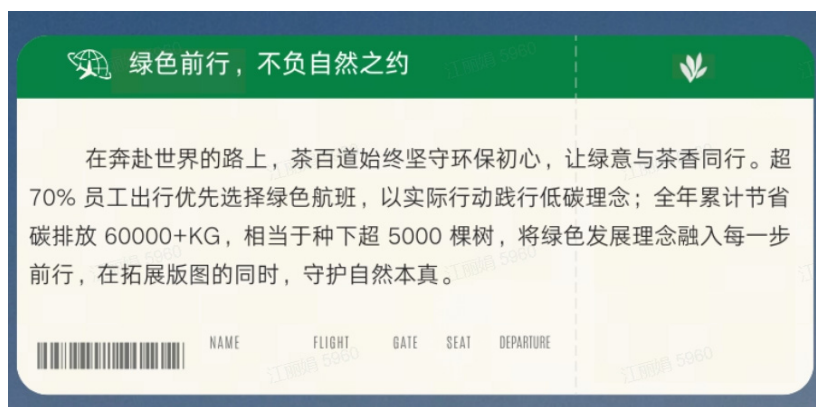 绿色前行，不负自然之约
在奔赴世界的路上，茶百道始终坚守环保初心，让绿意与茶香同行。超
70% 员工出行优先选择绿色航班，以实际行动践行低碳理念；全年累计节省
碳排放 60000+KG，相当于种下超 5000 棵树，将绿色发展理念融入每一步
前行，在拓展版图的同时，守护自然本真。
NAME FLIGHT GATE SEAT DEPARTURE
江丽娟 5960